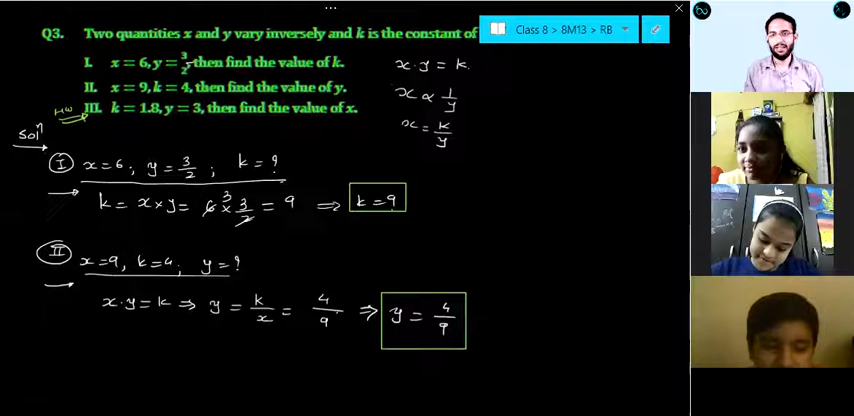 Q3. Two quantities x and y vary inversely and k is the constant of
I. x = 6, y = 3/2, then find the value of k.
II. x = 9, k = 4, then find the value of y.
HW III. k = 1.8, y = 3, then find the value of x.
Class 8 > 8M13 > RB
x · y = k
x ∝ 1/y
x = k/y
Solⁿ
I x = 6, y = 3/2 ; k = ?
k = x × y = 6 3 × 3/2 = 9 ⇒ k = 9
II x = 9, k = 4, y = ?
x · y = k ⇒ y = k/x = 4/9 ⇒ y = 4/9